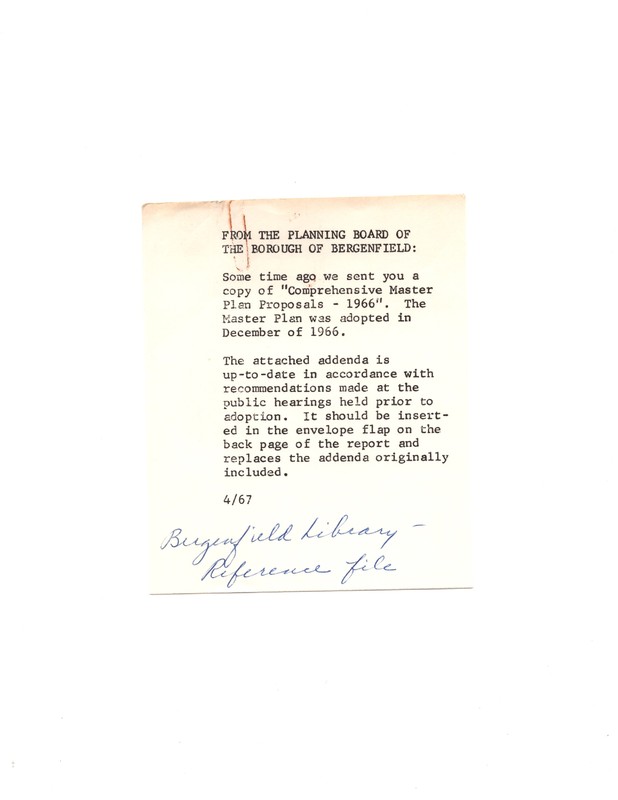 FROM THE PLANNING BOARD OF
THE BOROUGH OF BERGENFIELD:
Some time ago we sent you a
copy of "Comprehensive Master
Plan Proposals - 1966". The
Master Plan was adopted in
December of 1966.
The attached addenda is
up-to-date in accordance with
recommendations made at the
public hearings held prior to
adoption. It should be insert-
ed in the envelope flap on the
back page of the report and
replaces the addenda originally
included.
4/67
Bergenfield Library -
Reference file